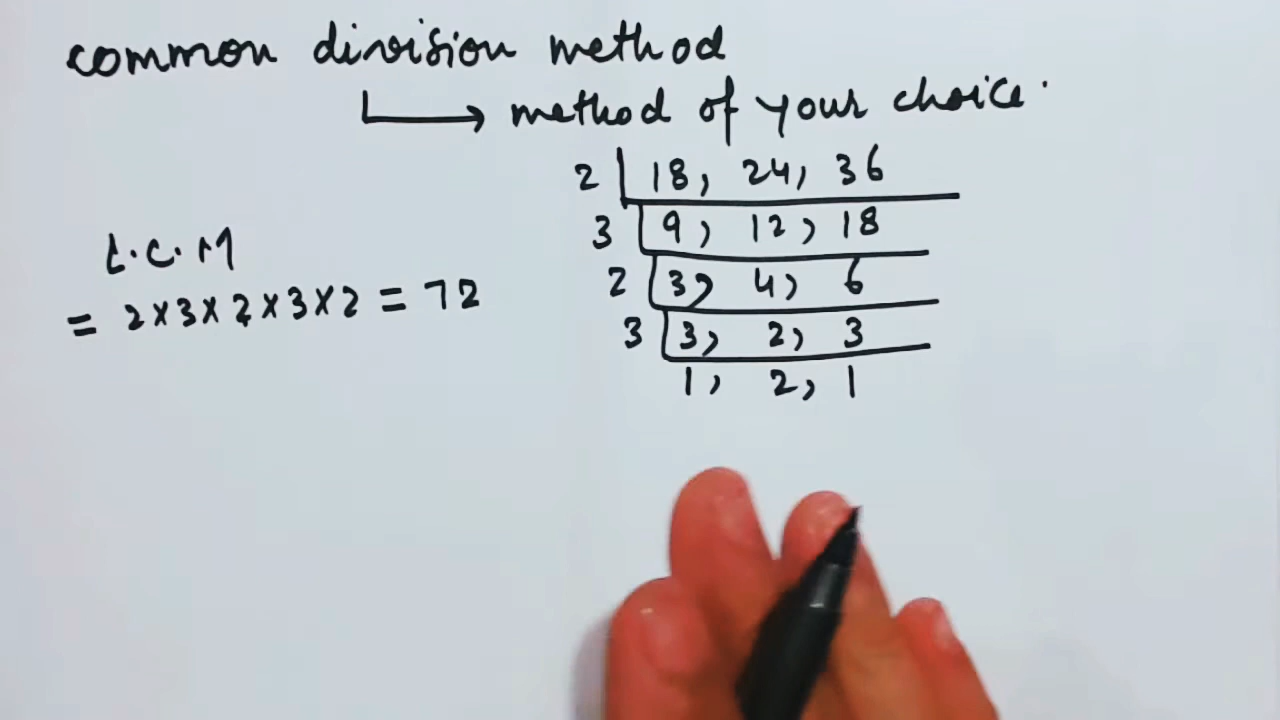 common division method
method of your choice.
2 18, 24, 36
3 9, 12, 18
L.C.M
2 3, 4, 6
= 2×3×2×3×2 = 72
3 3, 2, 3
1, 2, 1